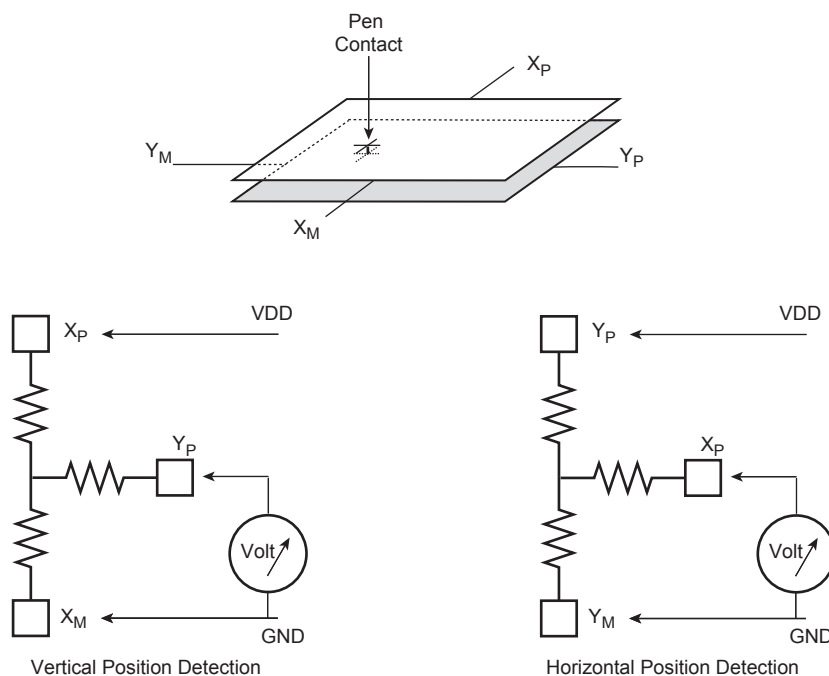 Pen
Contact
X_P
Y_M
Y_P
X_M
X_P
VDD
Y_P
Volt
X_M
GND
Vertical Position Detection
Y_P
VDD
X_P
Volt
Y_M
GND
Horizontal Position Detection